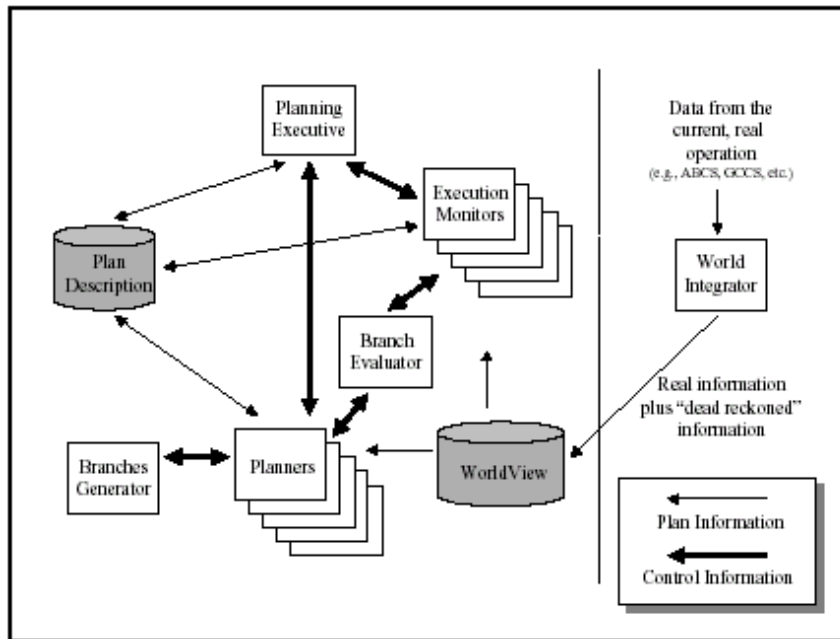 Planning
Executive
Data from the
current, real
operation
(e.g., ABCS, GCCS, etc.)
Execution
Monitors
Plan
Description
World
Integrator
Branch
Evaluator
Real information
plus “dead reckoned”
information
Branches
Generator
Planners
WorldView
Plan Information
Control Information